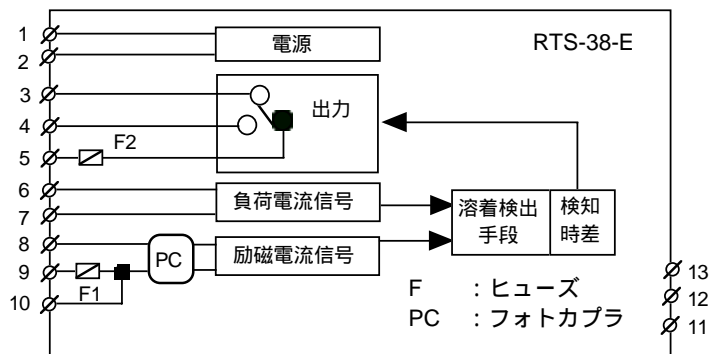 RTS-38-E
1
電源
2
3
出力
4
5
F2
6
負荷電流信号
7
溶着検出
手段
検知
時差
8
励磁電流信号
PC
9
F1
10
13
12
11
F : ヒューズ
PC : フォトカプラ